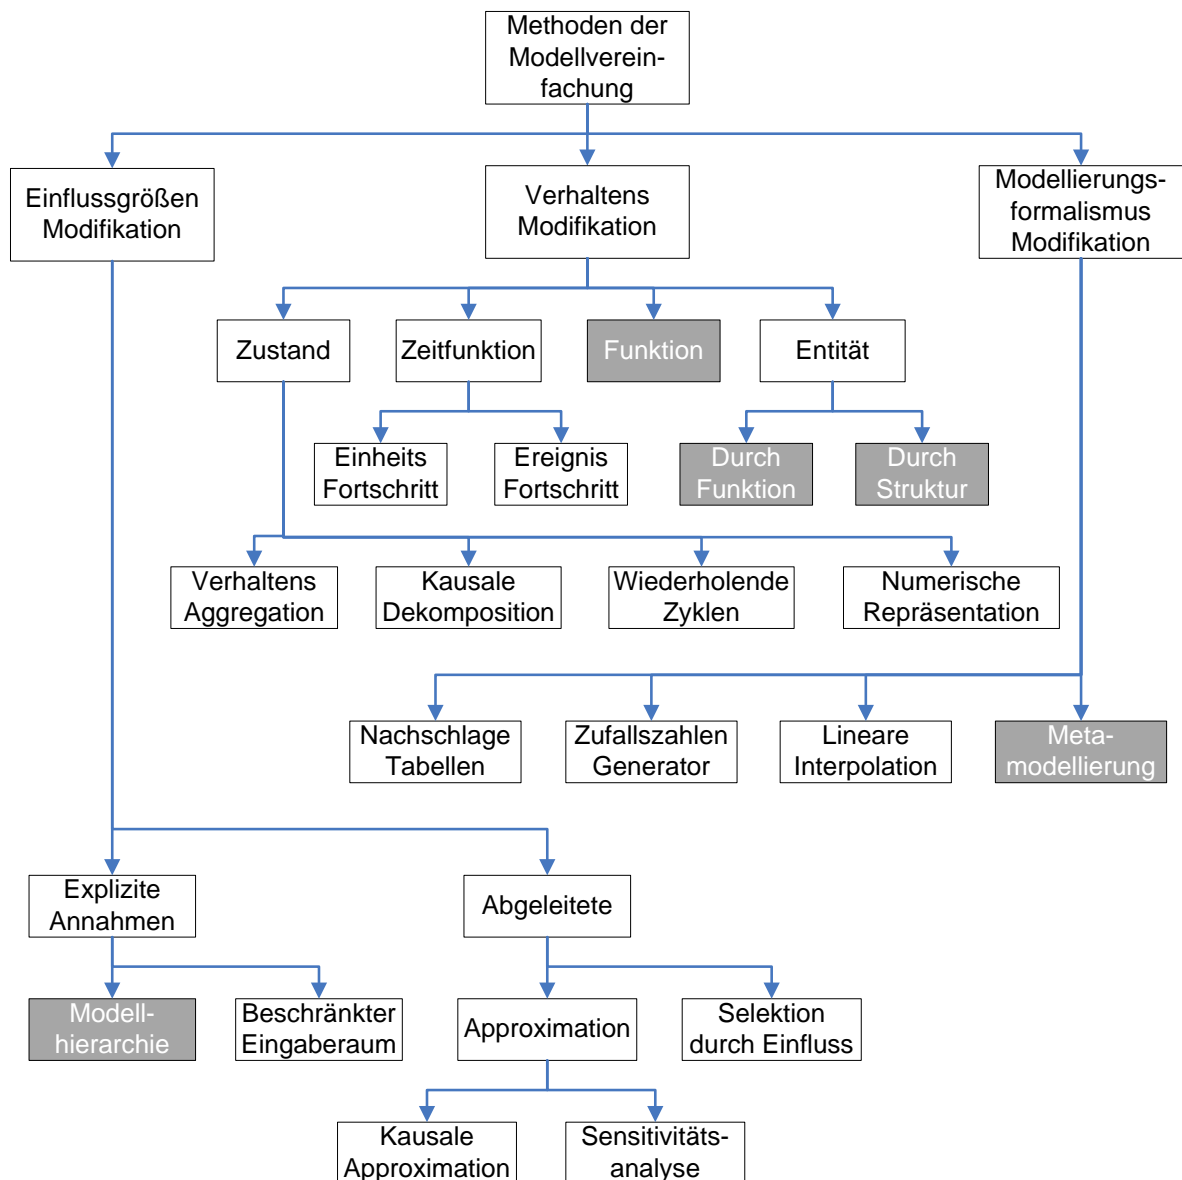 Methoden der
Modellverein-
fachung
Einflussgrößen
Modifikation
Verhaltens
Modifikation
Modellierungs-
formalismus
Modifikation
Zustand
Zeitfunktion
Funktion
Entität
Einheits
Fortschritt
Ereignis
Fortschritt
Durch
Funktion
Durch
Struktur
Verhaltens
Aggregation
Kausale
Dekomposition
Wiederholende
Zyklen
Numerische
Repräsentation
Nachschlage
Tabellen
Zufallszahlen
Generator
Lineare
Interpolation
Meta-
modellierung
Explizite
Annahmen
Abgeleitete
Modell-
hierarchie
Beschränkter
Eingaberaum
Approximation
Selektion
durch Einfluss
Kausale
Approximation
Sensitivitäts-
analyse